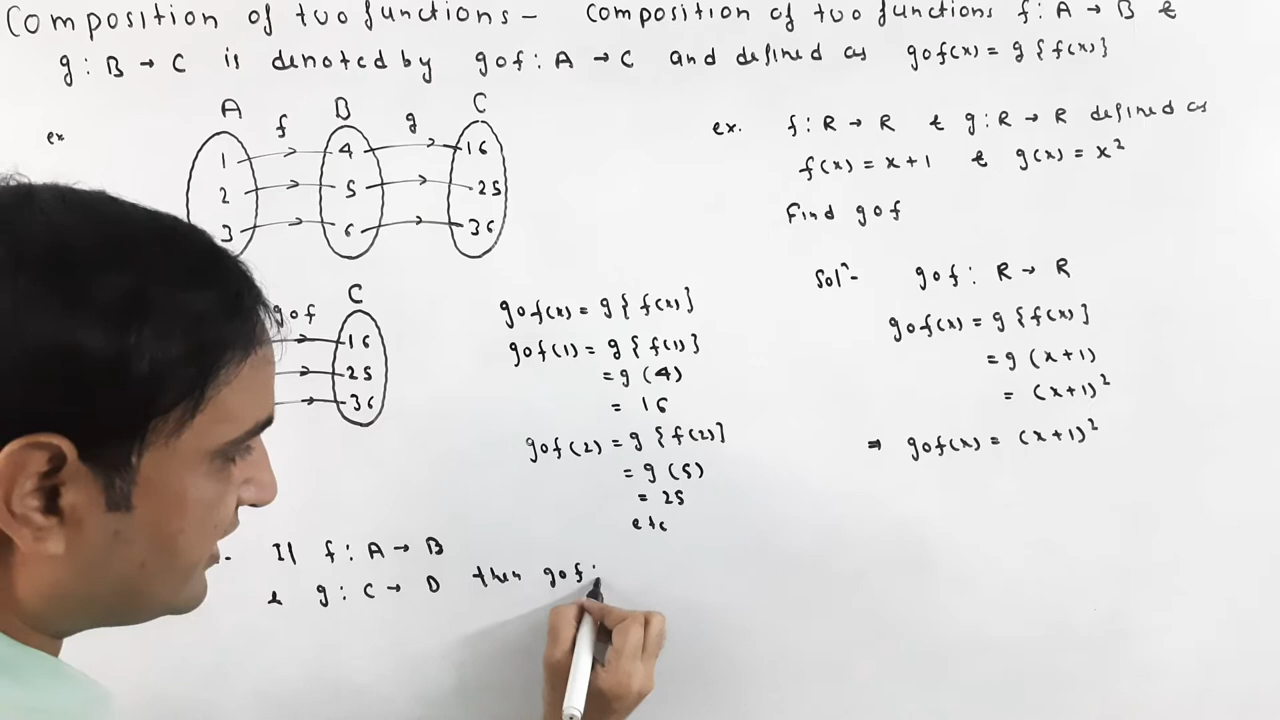 Composition of two functions - composition of two functions f : A → B &
g : B → C is denoted by gof : A → C and defined as gof(x) = g{f(x)}
ex
A f B g C
1 4 16
2 5 25
3 6 36
gof C
16
25
36
gof(x) = g{f(x)}
gof(1) = g{f(1)}
= g(4)
= 16
gof(2) = g{f(2)}
= g(5)
= 25
etc
ex. f : R → R & g : R → R defined as
f(x) = x+1 & g(x) = x²
Find gof
Solⁿ- gof : R → R
gof(x) = g{f(x)}
= g(x+1)
= (x+1)²
⇒ gof(x) = (x+1)²
If f : A → B
& g : C → D then gof :